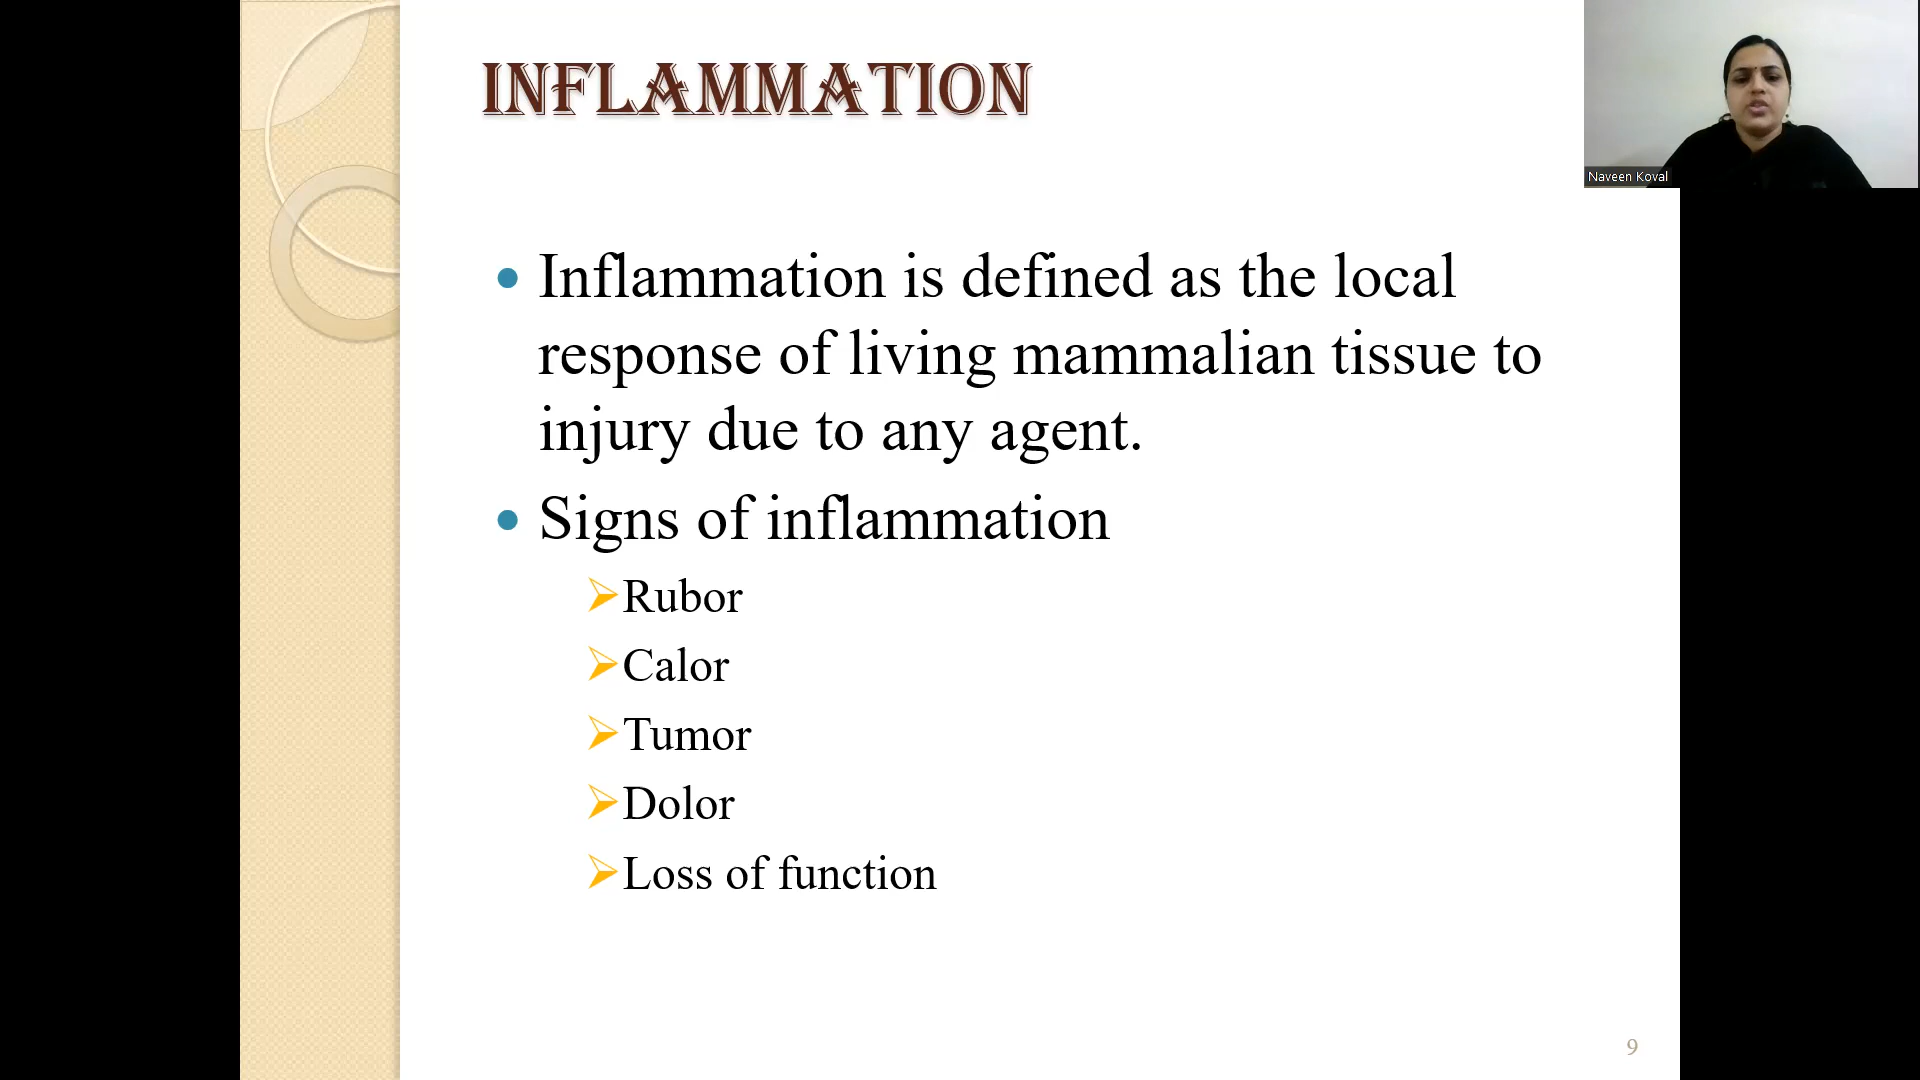 INFLAMMATION
Naveen Koval
Inflammation is defined as the local
response of living mammalian tissue to
injury due to any agent.
Signs of inflammation
Rubor
Calor
Tumor
Dolor
Loss of function
9